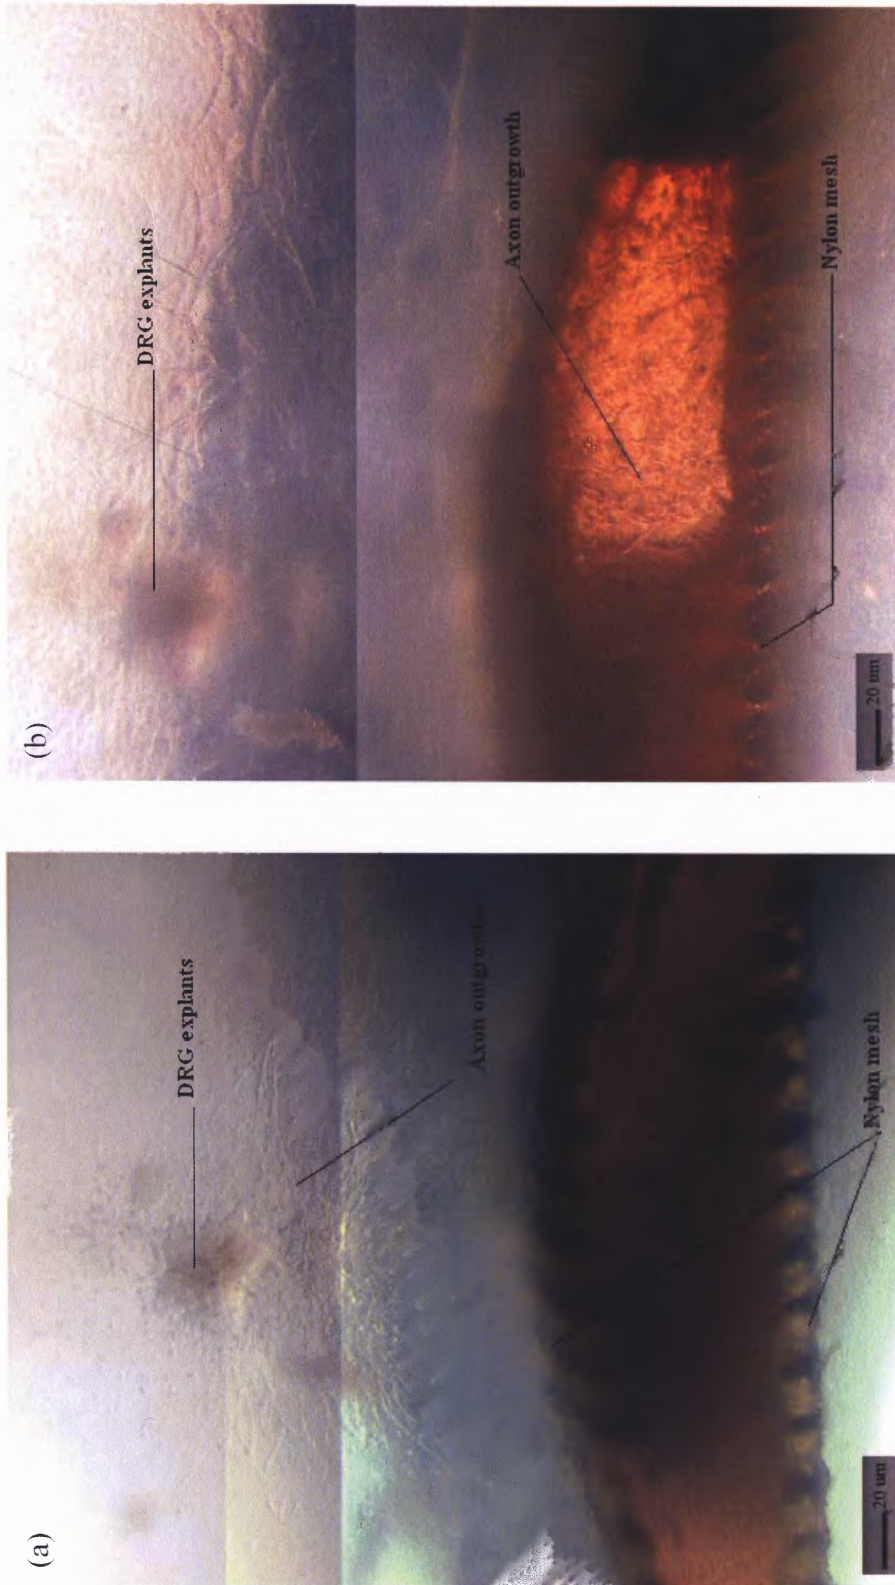 (a)
DRG explants
Axon outgrowth
Nylon mesh
20 um
(b)
DRG explants
Axon outgrowth
Nylon mesh
20 um